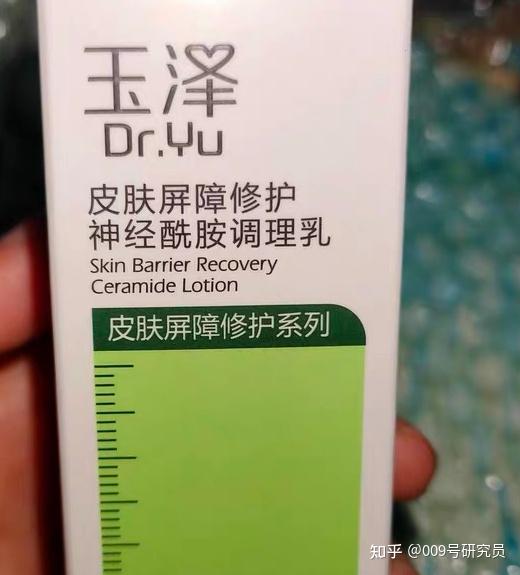 玉泽
Dr.Yu
皮肤屏障修护
神经酰胺调理乳
Skin Barrier Recovery
Ceramide Lotion
皮肤屏障修护系列
知乎 @009号研究员